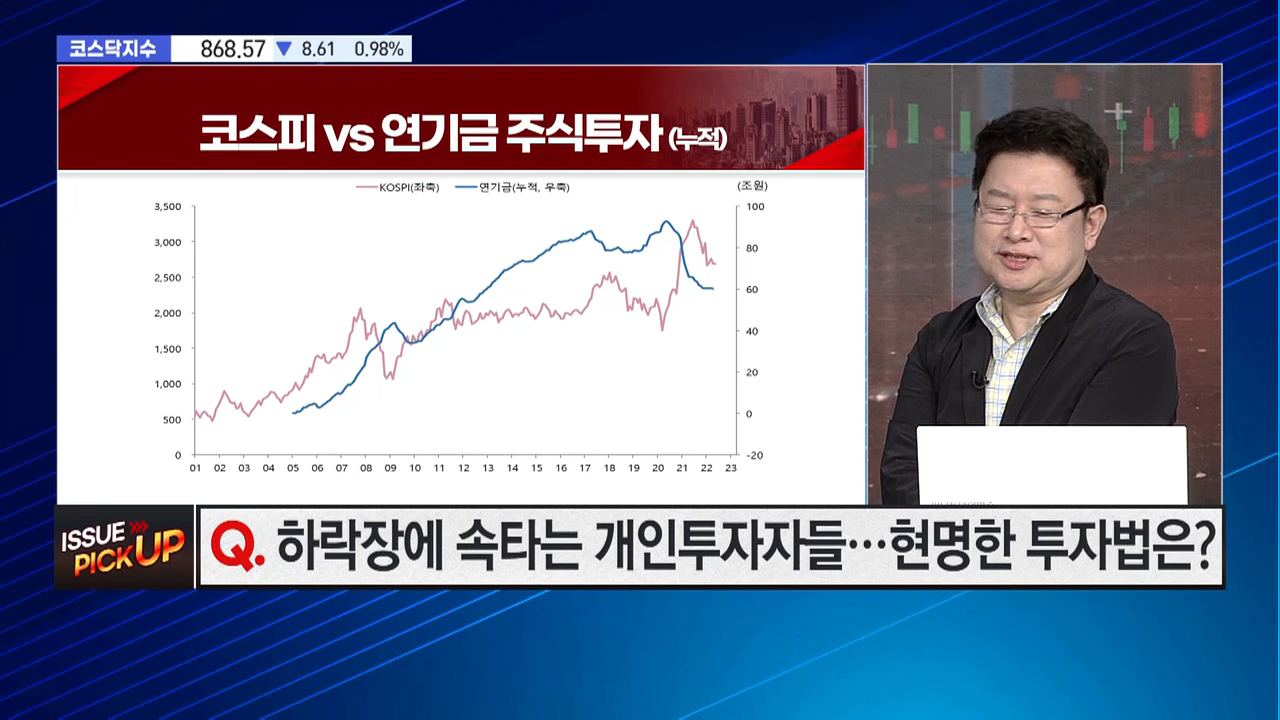 코스닥지수 868.57 ▼ 8.61 0.98%
코스피 vs 연기금 주식투자 (누적)
KOSPI(좌축) 연기금(누적, 우축) (조원)
3,500 100
3,000 80
2,500 60
2,000 40
1,500 20
1,000 0
500 -20
0
01 02 03 04 05 06 07 08 09 10 11 12 13 14 15 16 17 18 19 20 21 22 23
ISSUE PICK UP
Q. 하락장에 속타는 개인투자자들…현명한 투자법은?